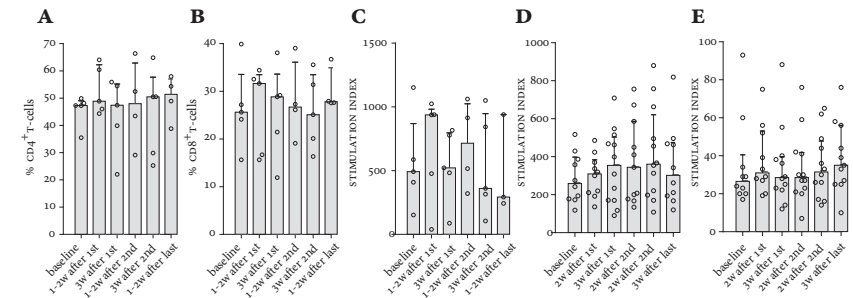 A
B
C
D
E
% CD4+T-cells
70
60
50
40
30
20
10
0
baseline
1-2w after 1st
3w after 1st
1-2w after 2nd
3w after 2nd
1-2w after last
% CD8+T-cells
40
30
20
10
0
baseline
1-2w after 1st
3w after 1st
1-2w after 2nd
3w after 2nd
1-2w after last
STIMULATION INDEX
1500
1000
500
0
baseline
1-2w after 1st
3w after 1st
1-2w after 2nd
3w after 2nd
1-2w after last
STIMULATION INDEX
1000
800
600
400
200
0
baseline
2w after 1st
3w after 1st
2w after 2nd
2w after 2nd
3w after last
STIMULATION INDEX
100
80
60
40
20
0
baseline
2w after 1st
3w after 1st
2w after 2nd
2w after 2nd
3w after last